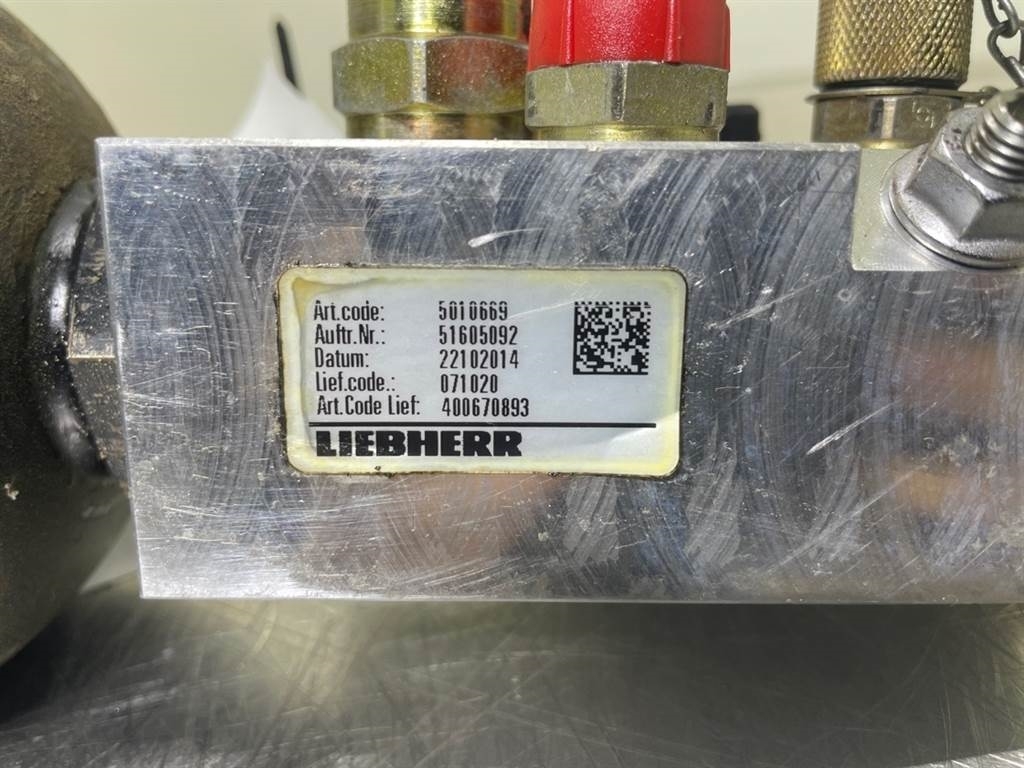 Art.code: 5010669
Auftr.Nr.: 51605092
Datum: 22102014
Lief.code.: 071020
Art.Code Lief: 400670893
LIEBHERR